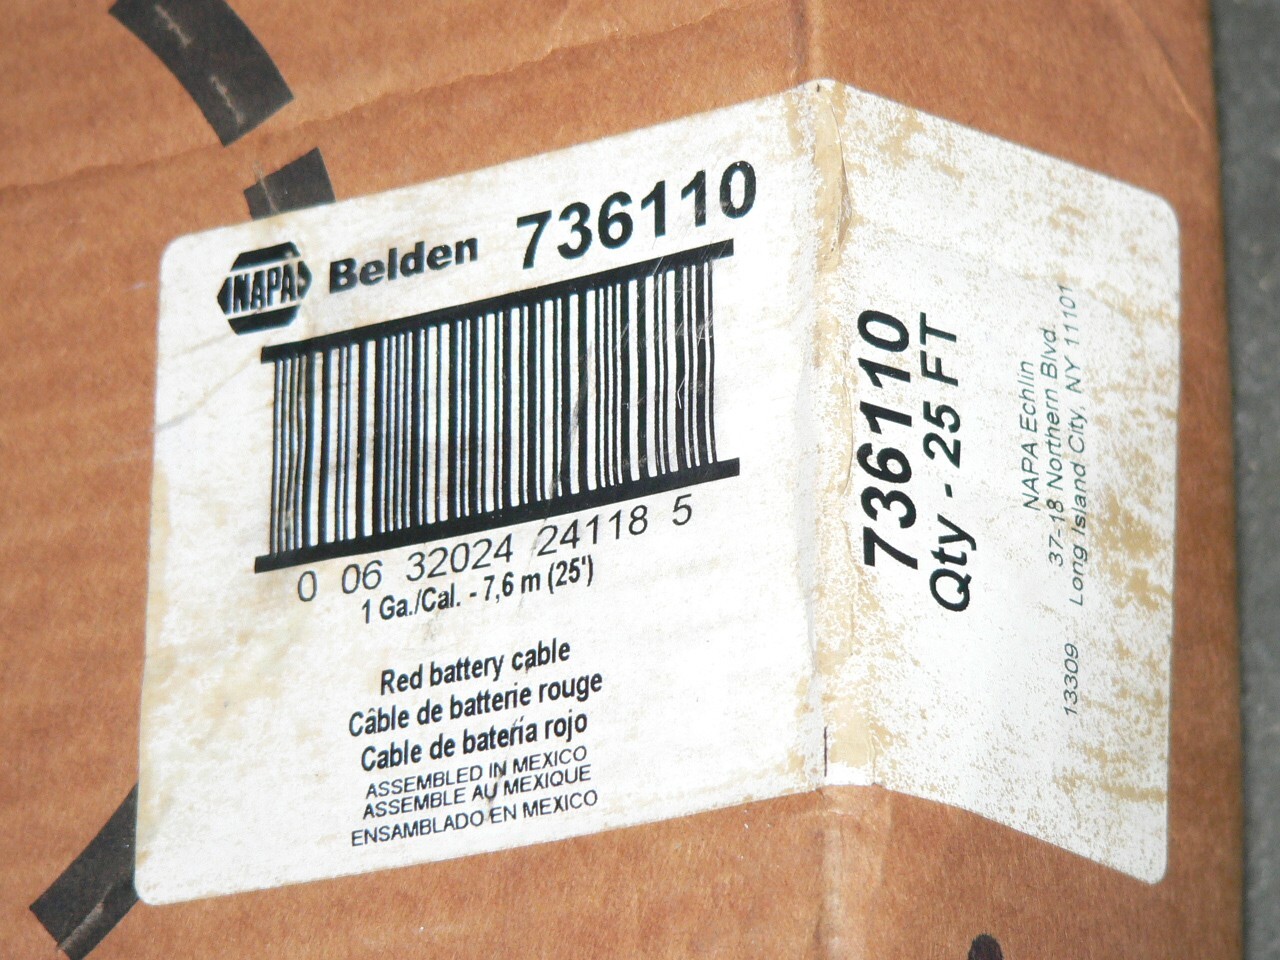 NAPA Belden 736110
0 06 32024 24118 5
1 Ga./Cal. - 7,6 m (25')
Red battery cable
Câble de batterie rouge
Cable de batería rojo
ASSEMBLED IN MEXICO
ASSEMBLE AU MEXIQUE
ENSAMBLADO EN MEXICO
736110
Qty - 25 FT
NAPA Echlin
37-18 Northern Blvd.
Long Island City, NY 11101
13309